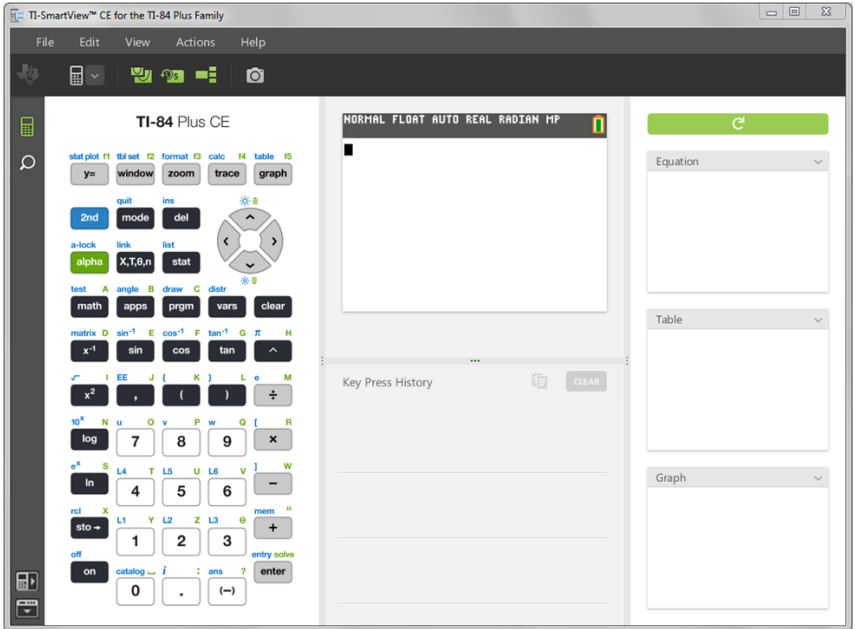 TI-SmartView™ CE for the TI-84 Plus Family
File Edit View Actions Help
TI-84 Plus CE
stat plot f1 tbl set f2 format f3 calc f4 table f5
y= window zoom trace graph
quit ins
2nd mode del
a-lock link list
alpha X,T,θ,n stat
test A angle B draw C distr
math apps prgm vars clear
matrix D sin⁻¹ E cos⁻¹ F tan⁻¹ G π H
x⁻¹ sin cos tan ^
√ I EE J { K } L e M
x² , ( ) ÷
10ˣ N u O v P w Q [ R
log 7 8 9 ×
eˣ S L4 T L5 U L6 V ] W
ln 4 5 6 −
rcl X L1 Y L2 Z L3 θ mem “
sto→ 1 2 3 +
off catalog i : ans ? entry solve
on 0 . (−) enter
NORMAL FLOAT AUTO REAL RADIAN MP
Key Press History CLEAR
Equation
Table
Graph